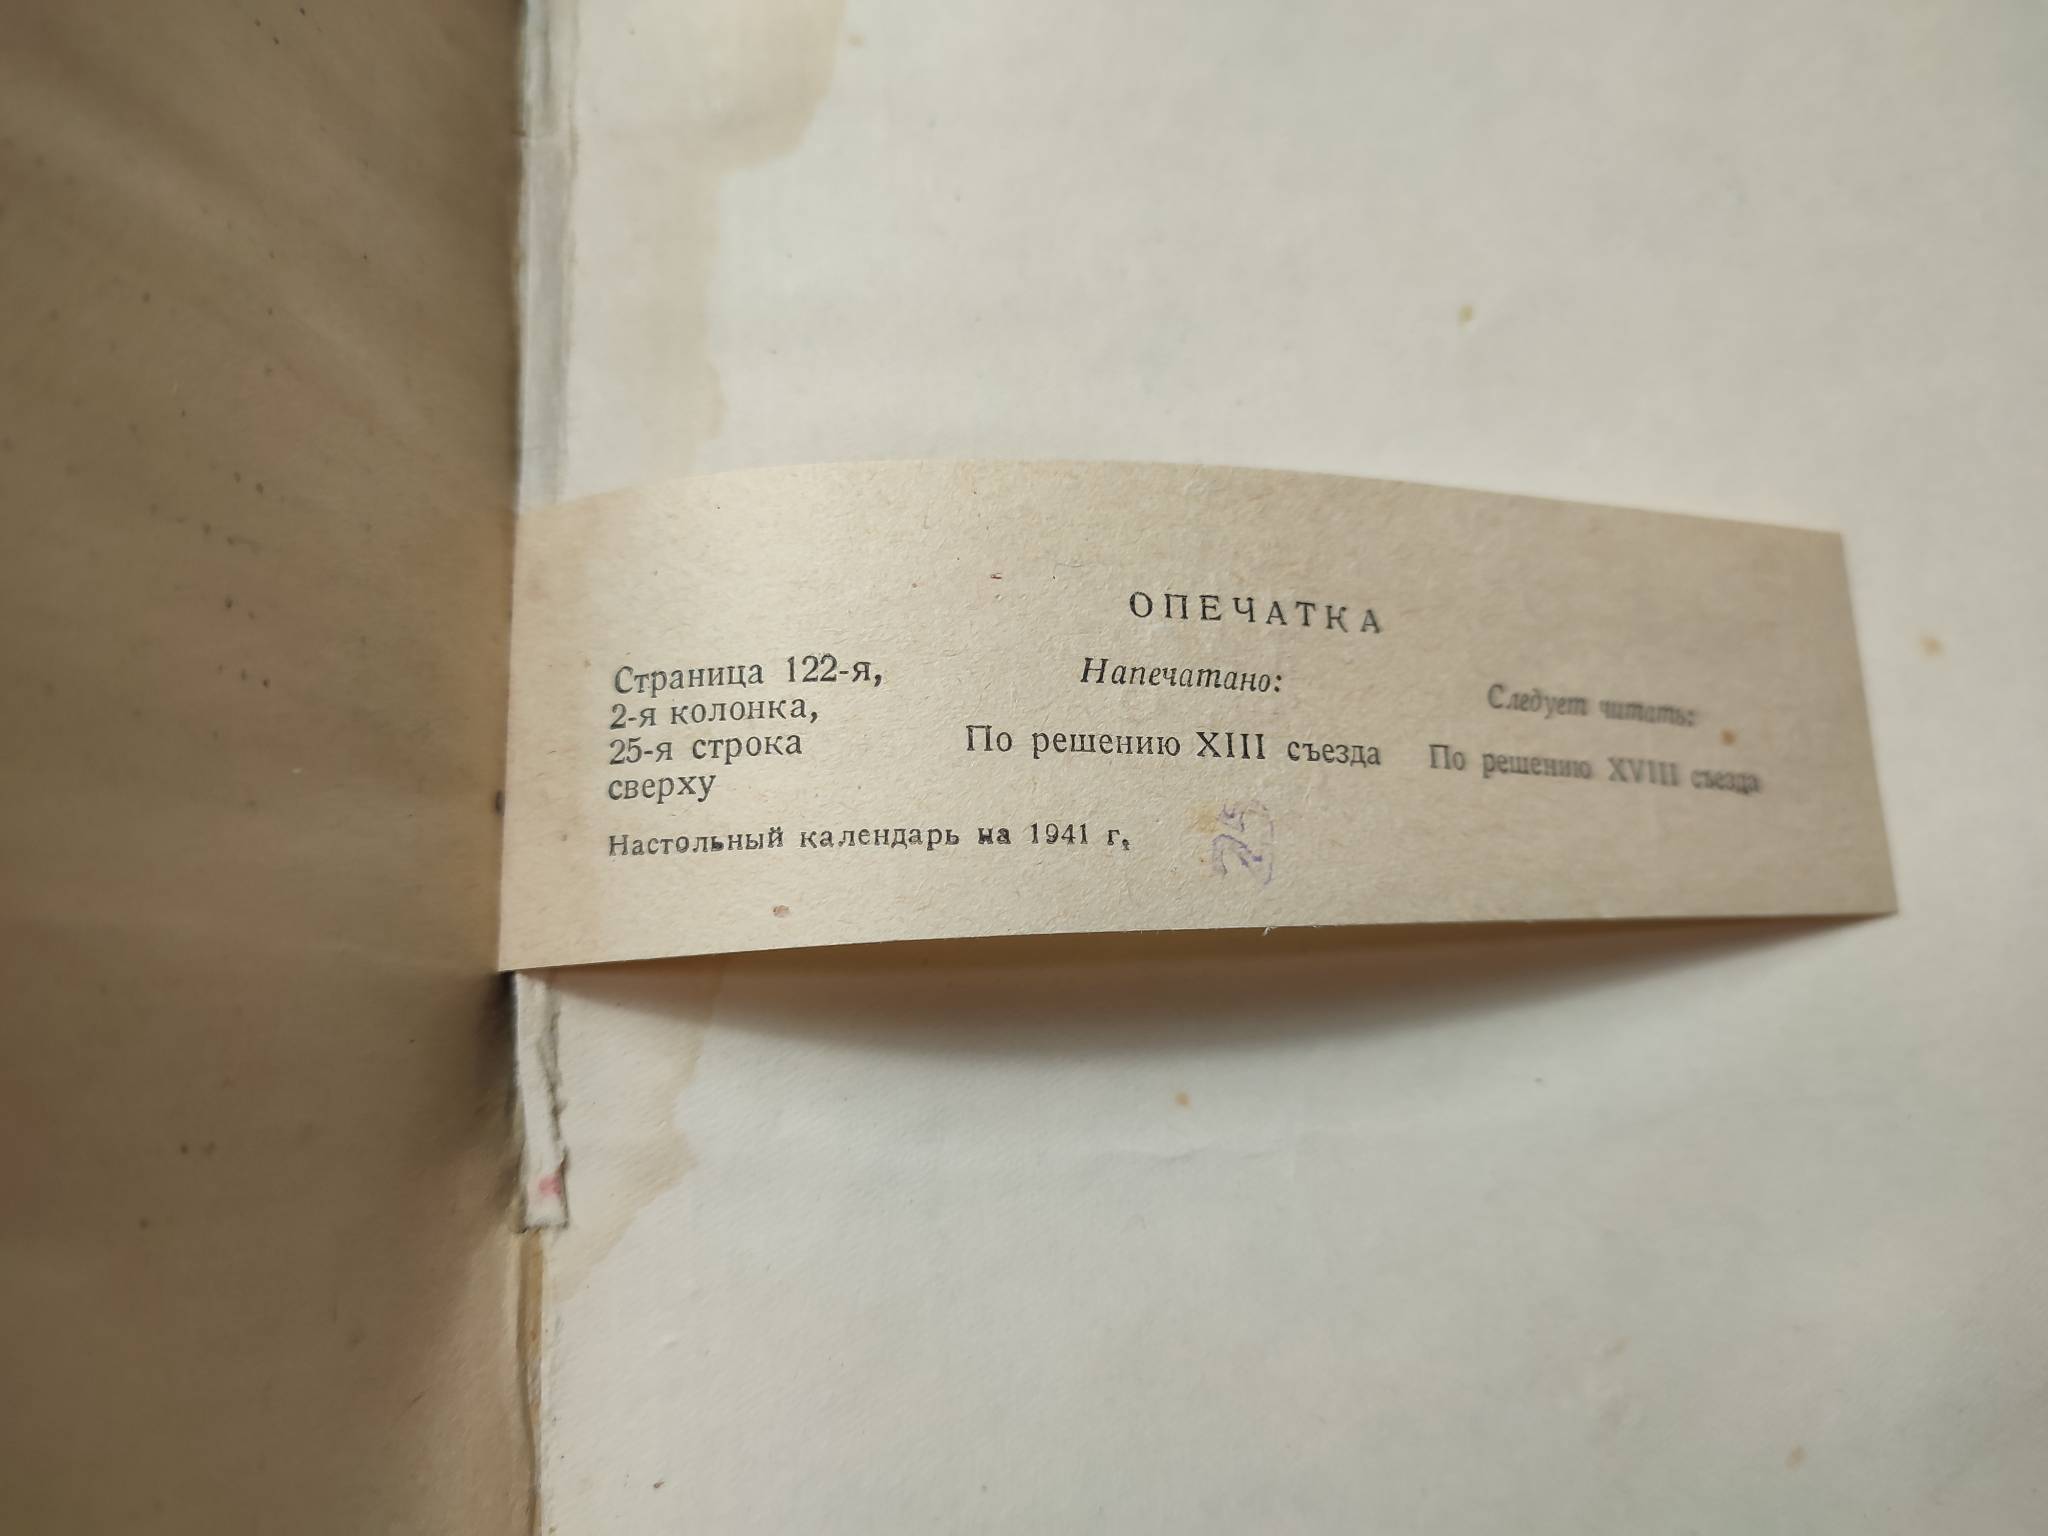 ОПЕЧАТКА
Страница 122-я,
2-я колонка,
25-я строка
сверху
Напечатано:
По решению XIII съезда
Следует читать:
По решению XVIII съезда
Настольный календарь на 1941 г.